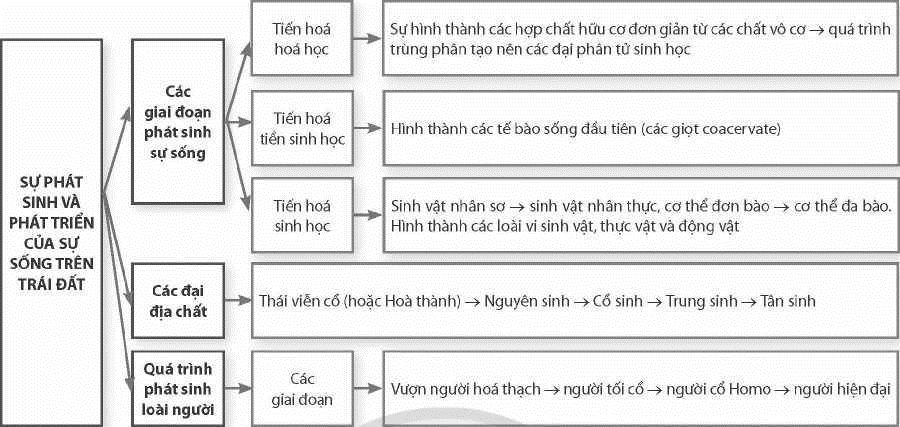 SỰ PHÁT
SINH VÀ
PHÁT TRIỂN
CỦA SỰ
SỐNG TRÊN
TRÁI ĐẤT
Các
giai đoạn
phát sinh
sự sống
Tiến hoá
hoá học
Sự hình thành các hợp chất hữu cơ đơn giản từ các chất vô cơ → quá trình
trùng phân tạo nên các đại phân tử sinh học
Tiến hoá
tiền sinh học
Hình thành các tế bào sống đầu tiên (các giọt coacervate)
Tiến hoá
sinh học
Sinh vật nhân sơ → sinh vật nhân thực, cơ thể đơn bào → cơ thể đa bào.
Hình thành các loài vi sinh vật, thực vật và động vật
Các đại
địa chất
Thái viễn cổ (hoặc Hoà thành) → Nguyên sinh → Cổ sinh → Trung sinh → Tân sinh
Quá trình
phát sinh
loài người
Các
giai đoạn
Vượn người hoá thạch → người tối cổ → người cổ Homo → người hiện đại